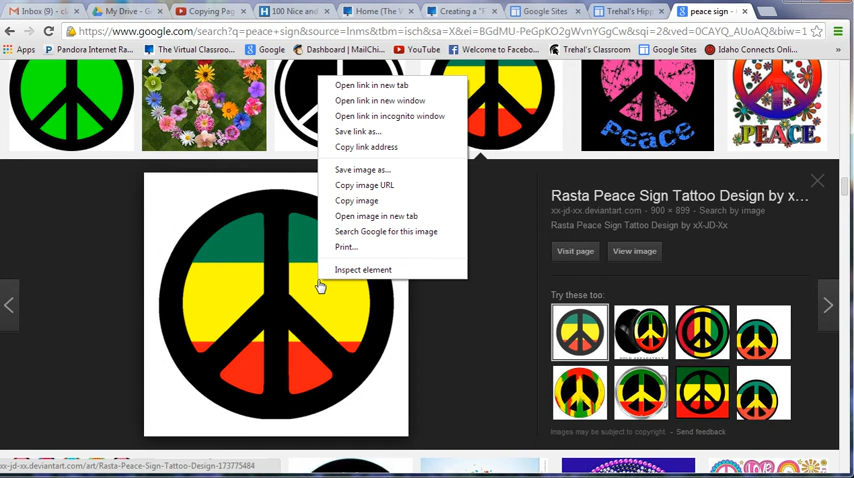 Inbox (9) - c
My Drive - G
Copying Pag
100 Nice and
Home (The W
Creating a "F
Google Sites
Trehal's Hipp
peace sign -
https://www.google.com/search?q=peace+sign&source=lnms&tbm=isch&sa=X&ei=BGdMU-PeGpKO2gWvnYGgCw&sqi=2&ved=0CAYQ_AUoAQ&biw=1
Apps
Pandora Internet Ra...
The Virtual Classroo...
Google
Dashboard | MailChi...
YouTube
Welcome to Facebo...
Trehal's Classroom
Google Sites
Idaho Connects Onli...
Peace
PEACE.
Open link in new tab
Open link in new window
Open link in incognito window
Save link as...
Copy link address
Save image as...
Copy image URL
Copy image
Open image in new tab
Search Google for this image
Print...
Inspect element
Rasta Peace Sign Tattoo Design by x...
xx-jd-xx.deviantart.com - 900 × 899 - Search by image
Rasta Peace Sign Tattoo Design by xX-JD-Xx
Visit page
View image
Try these too:
Images may be subject to copyright. - Send feedback
xx-jd-xx.deviantart.com/art/Rasta-Peace-Sign-Tattoo-Design-173775484